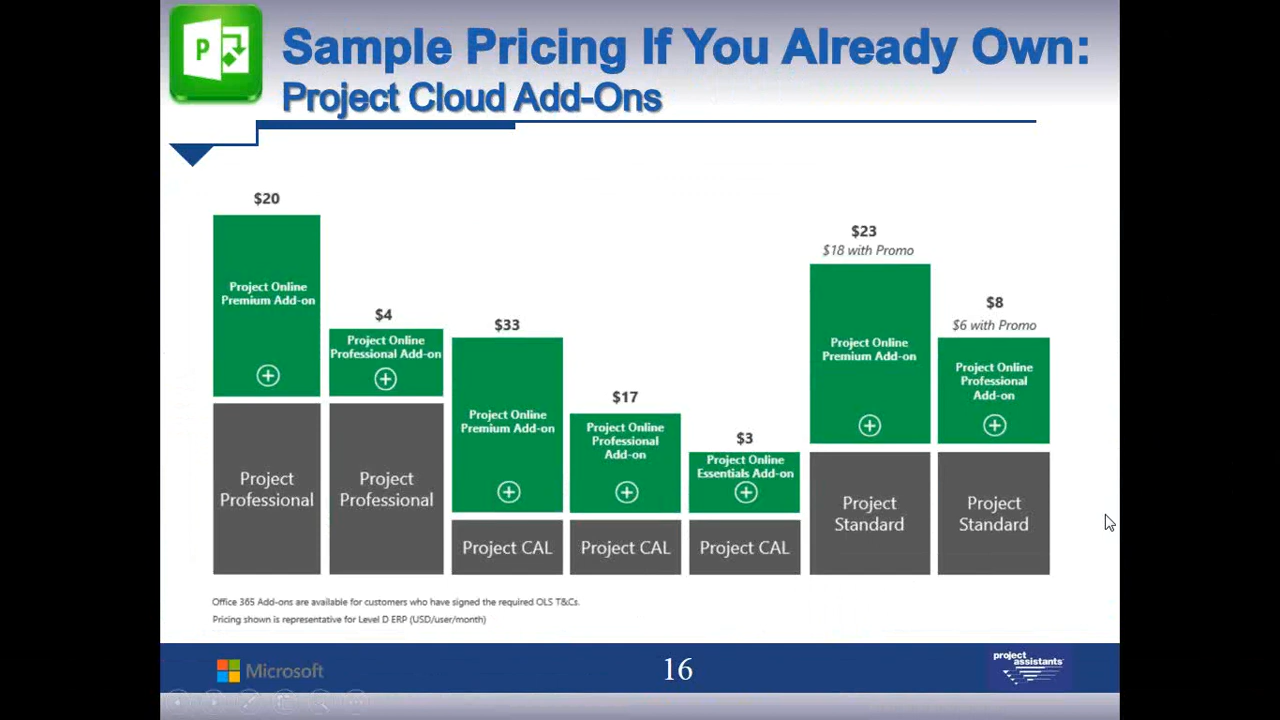 P
Sample Pricing If You Already Own:
Project Cloud Add-Ons
$20
Project Online
Premium Add-on
Project
Professional
$4
Project Online
Professional Add-on
Project
Professional
$33
Project Online
Premium Add-on
Project CAL
$17
Project Online
Professional
Add-on
Project CAL
$3
Project Online
Essentials Add-on
Project CAL
$23
$18 with Promo
Project Online
Premium Add-on
Project
Standard
$8
$6 with Promo
Project Online
Professional
Add-on
Project
Standard
Office 365 Add-ons are available for customers who have signed the required OLS T&Cs.
Pricing shown is representative for Level D ERP (USD/user/month)
Microsoft
16
project
assistants